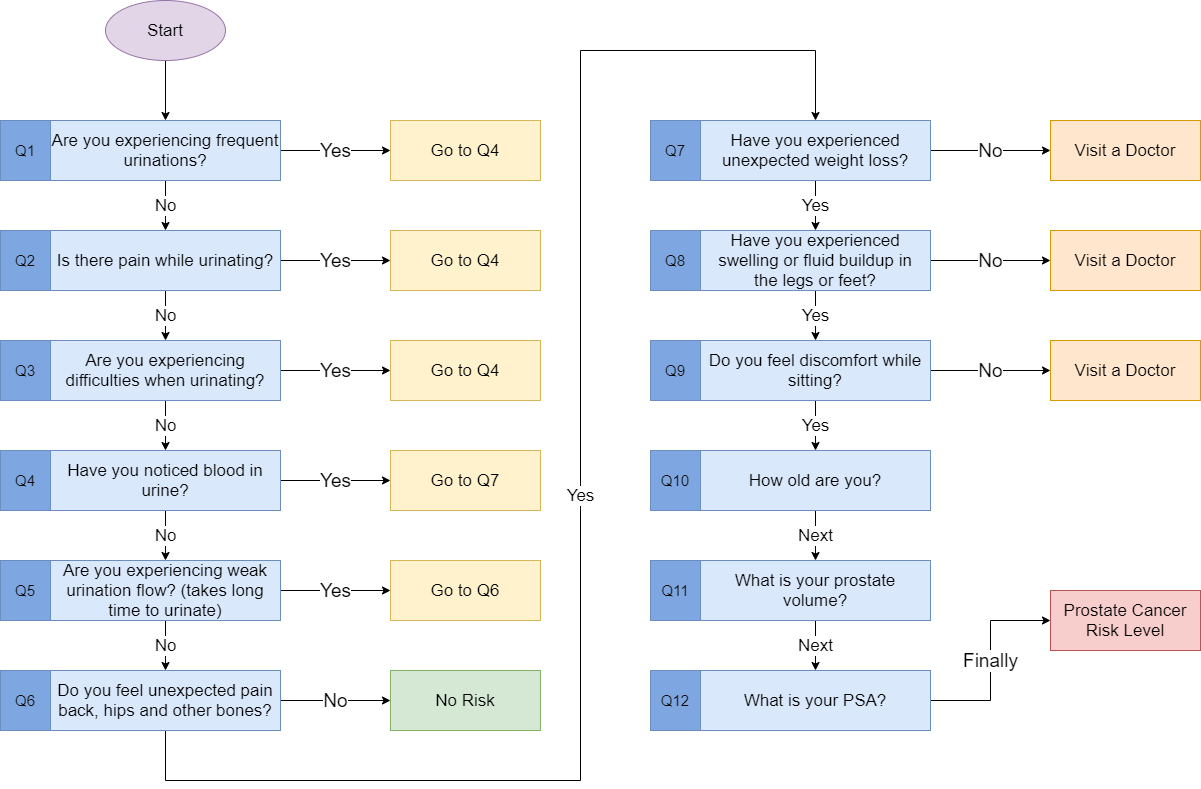 Start
Q1
Are you experiencing frequent
urinations?
Yes
Go to Q4
No
Q2
Is there pain while urinating?
Yes
Go to Q4
No
Q3
Are you experiencing
difficulties when urinating?
Yes
Go to Q4
No
Q4
Have you noticed blood in
urine?
Yes
Go to Q7
No
Q5
Are you experiencing weak
urination flow? (takes long
time to urinate)
Yes
Go to Q6
No
Q6
Do you feel unexpected pain
back, hips and other bones?
No
No Risk
Yes
Q7
Have you experienced
unexpected weight loss?
No
Visit a Doctor
Yes
Q8
Have you experienced
swelling or fluid buildup in
the legs or feet?
No
Visit a Doctor
Yes
Q9
Do you feel discomfort while
sitting?
No
Visit a Doctor
Yes
Q10
How old are you?
Next
Q11
What is your prostate
volume?
Next
Q12
What is your PSA?
Finally
Prostate Cancer
Risk Level